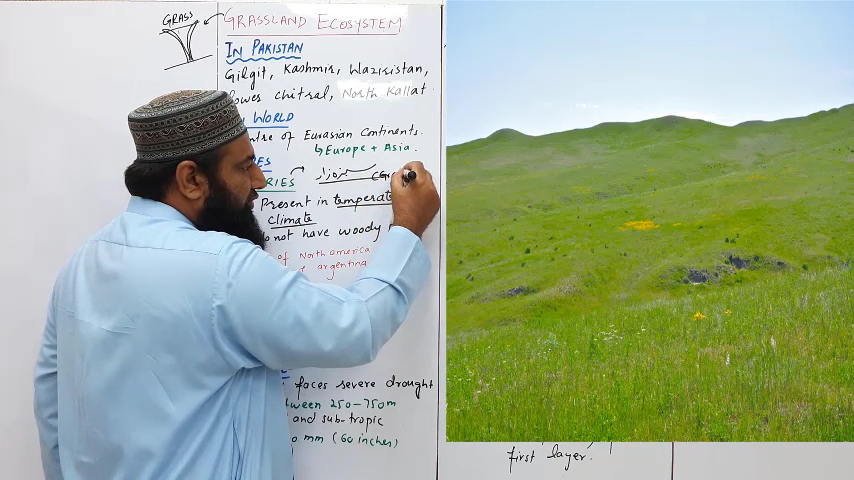 GRASS
GRASSLAND ECOSYSTEM
IN PAKISTAN
Gilgit, Kashmir, Waziristan,
Lower chitral, North Kallat
WORLD
Centre of Eurasian Continents.
↳ Europe + Asia.
سبزہ زار
Present in temperate
Climate
not have woody
of North america
argentina
faces severe drought
between 250-750m
and sub-tropic
mm (60 inches)
first layer.